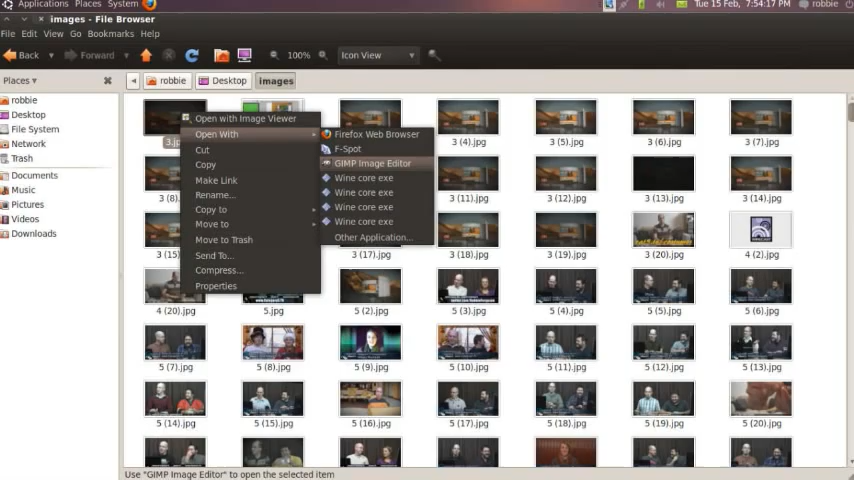 Applications Places System Tue 15 Feb, 7:54:17 PM robbie
images - File Browser
File Edit View Go Bookmarks Help
Back Forward 100% Icon View
Places robbie Desktop images
robbie
Desktop
File System
Network
Trash
Documents
Music
Pictures
Videos
Downloads
Open with Image Viewer
Open With
Cut
Copy
Make Link
Rename...
Copy to
Move to
Move to Trash
Send To...
Compress...
Properties
Firefox Web Browser
F-Spot
GIMP Image Editor
Wine core exe
Wine core exe
Wine core exe
Wine core exe
Other Application...
3 (4).jpg 3 (5).jpg 3 (6).jpg 3 (7).jpg
3 (11).jpg 3 (12).jpg 3 (13).jpg
3 (17).jpg 3 (18).jpg 3 (19).jpg 3 (20).jpg 4 (2).jpg
4 (20).jpg 5.jpg 5 (2).jpg 5 (3).jpg 5 (4).jpg 5 (5).jpg 5 (6).jpg
5 (7).jpg 5 (8).jpg 5 (9).jpg 5 (10).jpg 5 (11).jpg 5 (12).jpg 5 (13).jpg
5 (14).jpg 5 (15).jpg 5 (16).jpg 5 (17).jpg 5 (18).jpg 5 (19).jpg 5 (20).jpg
Use "GIMP Image Editor" to open the selected item